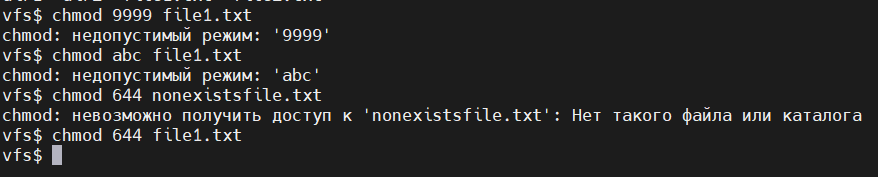 vfs$ chmod 9999 file1.txt
chmod: недопустимый режим: '9999'
vfs$ chmod abc file1.txt
chmod: недопустимый режим: 'abc'
vfs$ chmod 644 nonexistsfile.txt
chmod: невозможно получить доступ к 'nonexistsfile.txt': Нет такого файла или каталога
vfs$ chmod 644 file1.txt
vfs$